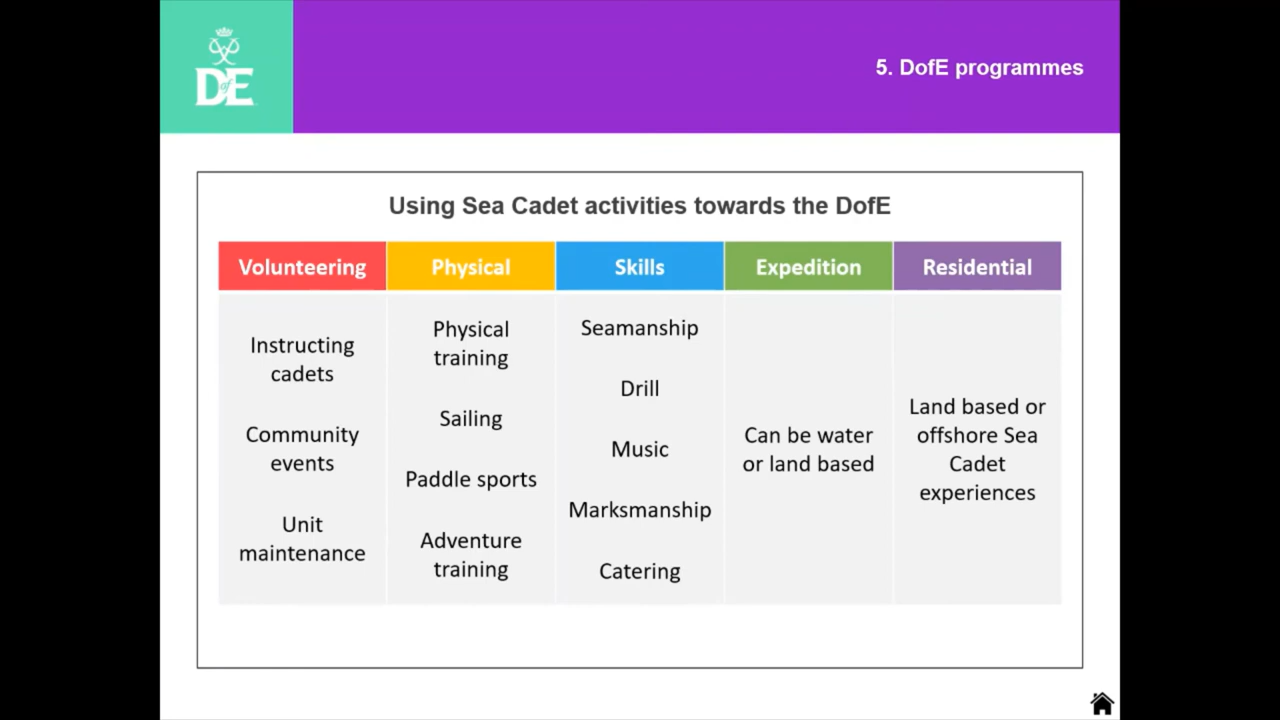 DofE
5. DofE programmes
Using Sea Cadet activities towards the DofE
Volunteering
Physical
Skills
Expedition
Residential
Instructing
cadets
Community
events
Unit
maintenance
Physical
training
Sailing
Paddle sports
Adventure
training
Seamanship
Drill
Music
Marksmanship
Catering
Can be water
or land based
Land based or
offshore Sea
Cadet
experiences